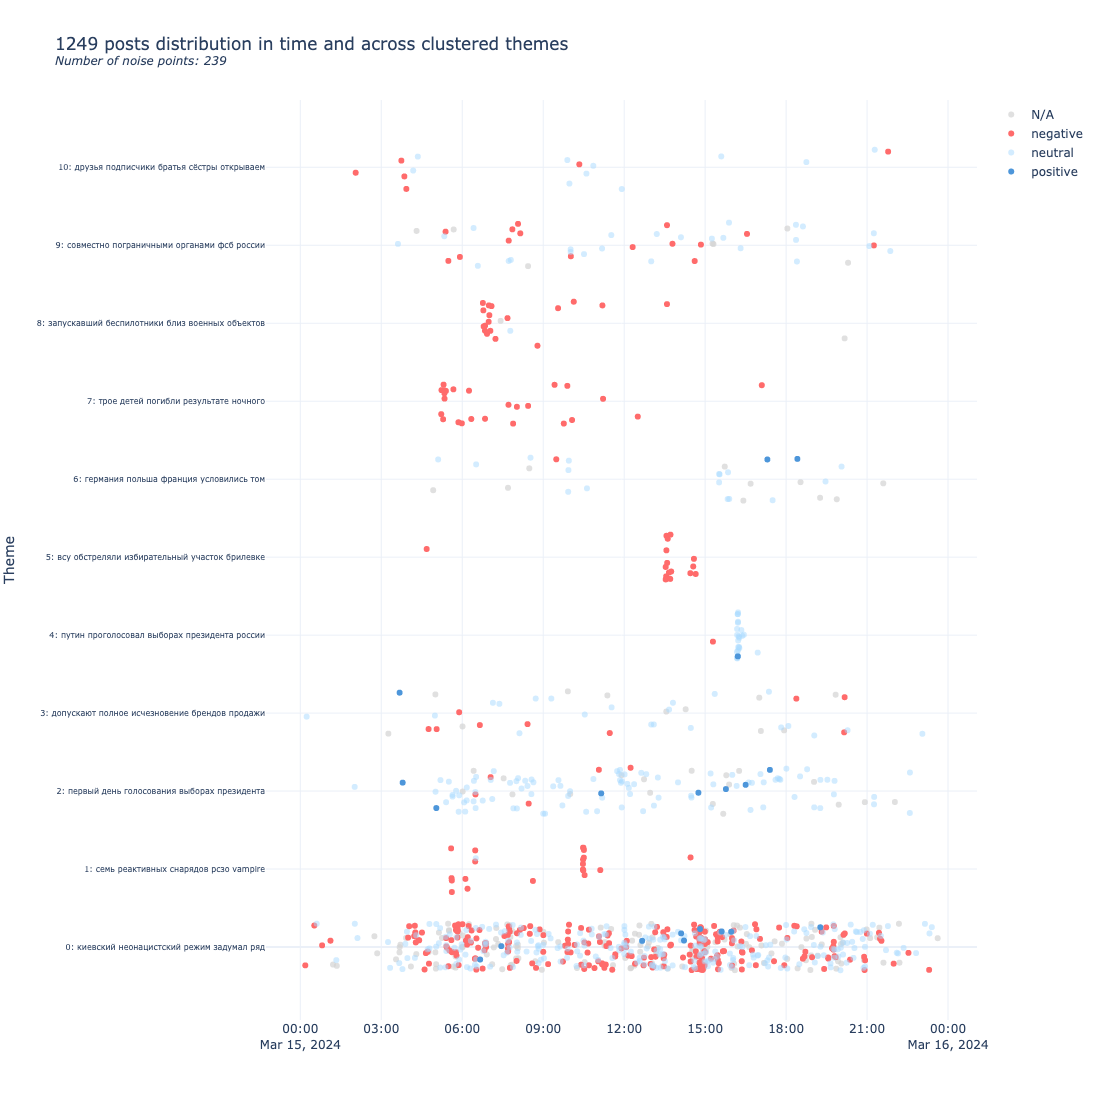 1249 posts distribution in time and across clustered themes
Number of noise points: 239
N/A
negative
neutral
positive
Theme
10: друзья подписчики братья сёстры открываем
9: совместно пограничными органами фсб россии
8: запускавший беспилотники близ военных объектов
7: трое детей погибли результате ночного
6: германия польша франция условились том
5: всу обстреляли избирательный участок брилевке
4: путин проголосовал выборах президента россии
3: допускают полное исчезновение брендов продажи
2: первый день голосования выборах президента
1: семь реактивных снарядов рсзо vampire
0: киевский неонацистский режим задумал ряд
00:00 03:00 06:00 09:00 12:00 15:00 18:00 21:00 00:00
Mar 15, 2024 Mar 16, 2024